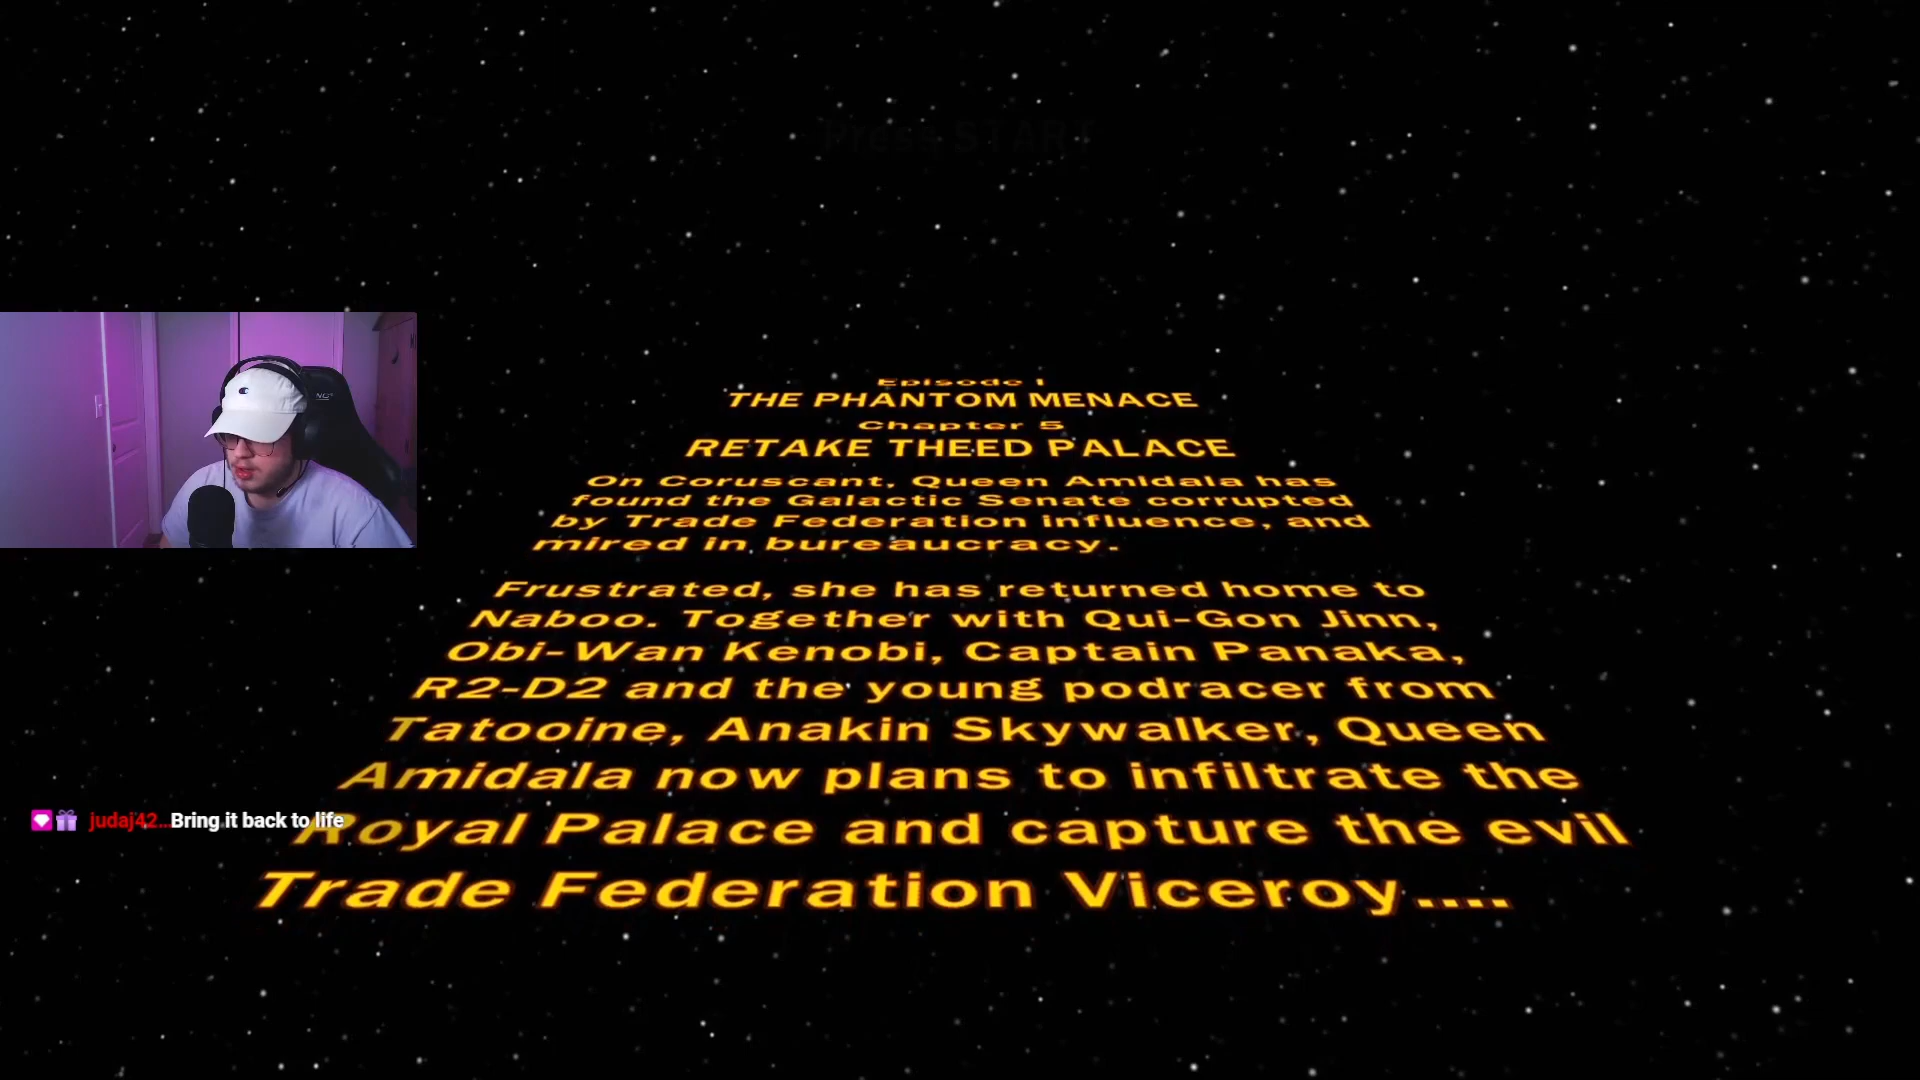 Press START
Episode I
THE PHANTOM MENACE
Chapter 5
RETAKE THEED PALACE
On Coruscant, Queen Amidala has
found the Galactic Senate corrupted
by Trade Federation influence, and
mired in bureaucracy.
Frustrated, she has returned home to
Naboo. Together with Qui-Gon Jinn,
Obi-Wan Kenobi, Captain Panaka,
R2-D2 and the young podracer from
Tatooine, Anakin Skywalker, Queen
Amidala now plans to infiltrate the
Royal Palace and capture the evil
Trade Federation Viceroy....
judaj42...Bring it back to life